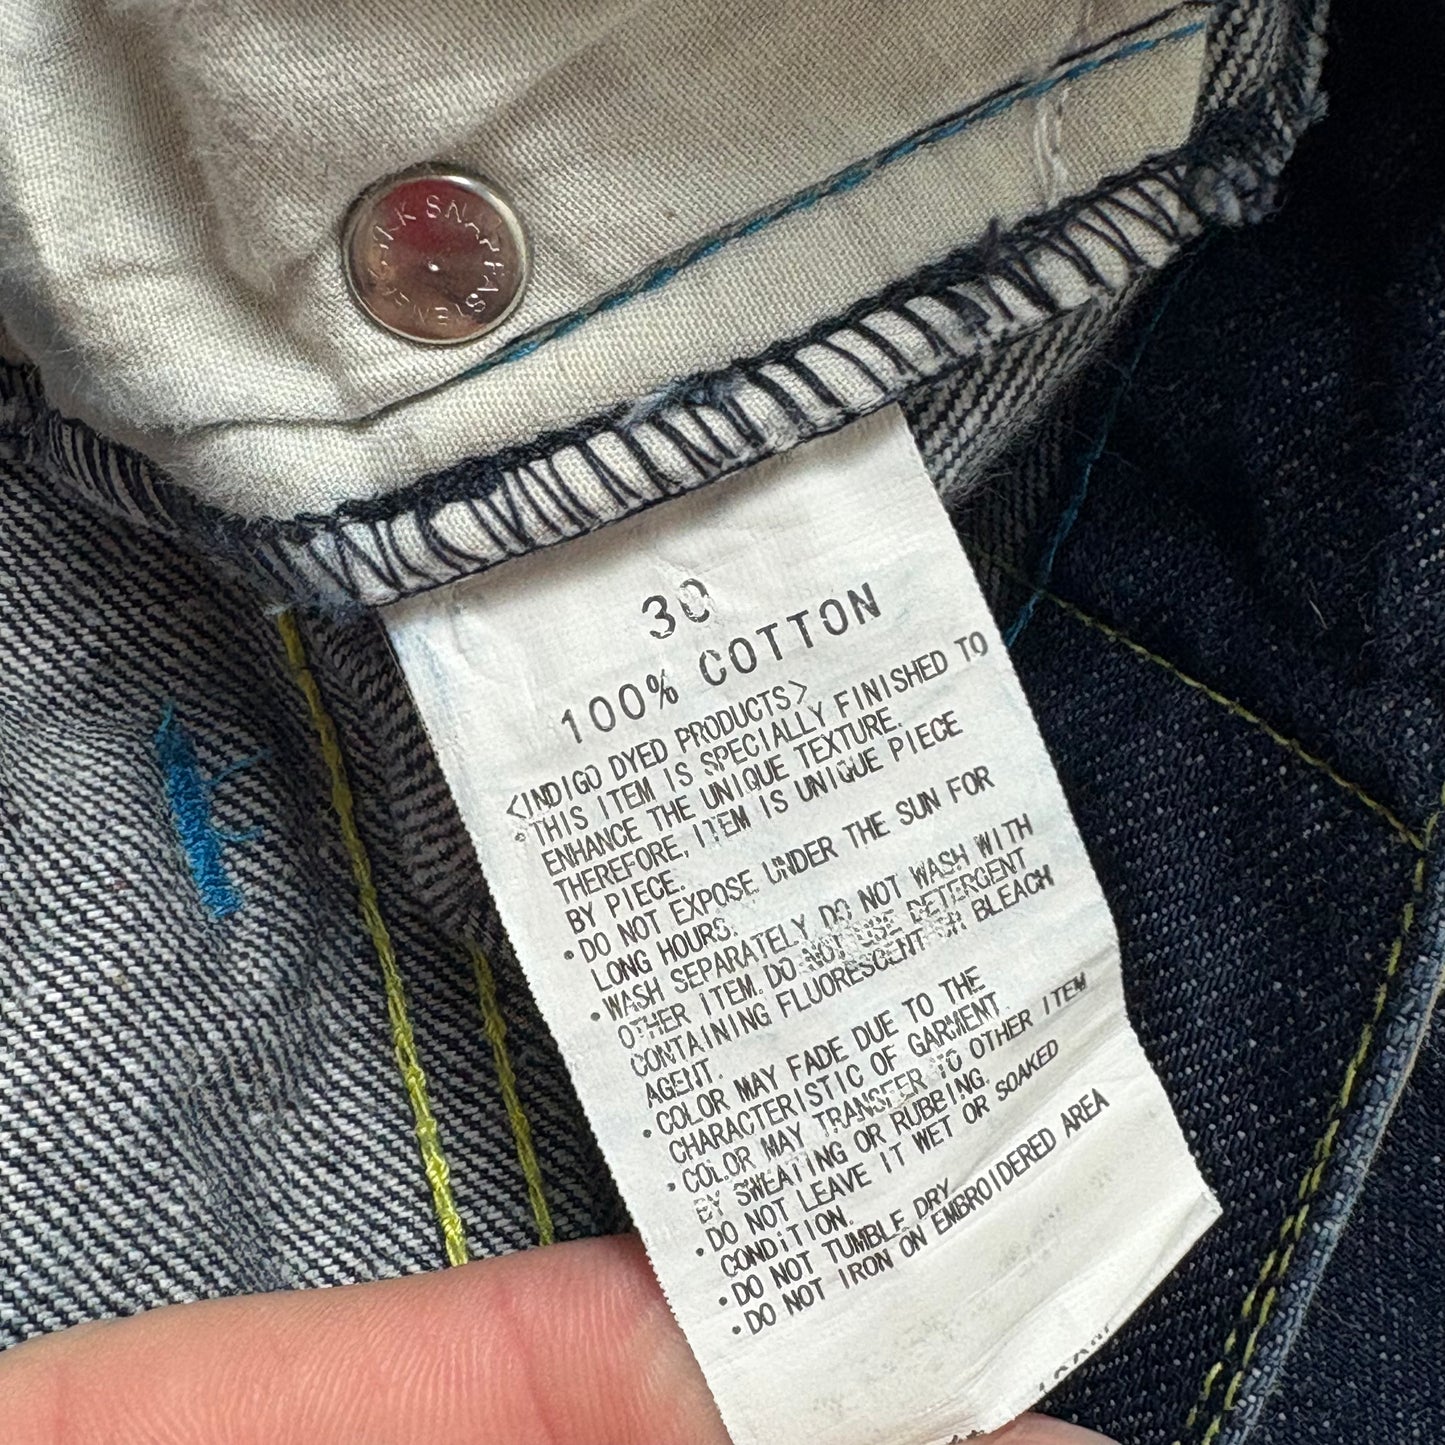 YKK SNAP FASTENER
30
100% COTTON
<INDIGO DYED PRODUCTS>
・THIS ITEM IS SPECIALLY FINISHED TO
ENHANCE THE UNIQUE TEXTURE.
THEREFORE, ITEM IS UNIQUE PIECE
BY PIECE.
・DO NOT EXPOSE UNDER THE SUN FOR
LONG HOURS.
・WASH SEPARATELY DO NOT WASH WITH
OTHER ITEM. DO NOT USE DETERGENT
CONTAINING FLUORESCENT OR BLEACH
AGENT.
・COLOR MAY FADE DUE TO THE
CHARACTERISTIC OF GARMENT.
・COLOR MAY TRANSFER TO OTHER ITEM
BY SWEATING OR RUBBING.
・DO NOT LEAVE IT WET OR SOAKED
CONDITION.
・DO NOT TUMBLE DRY
・DO NOT IRON ON EMBROIDERED AREA